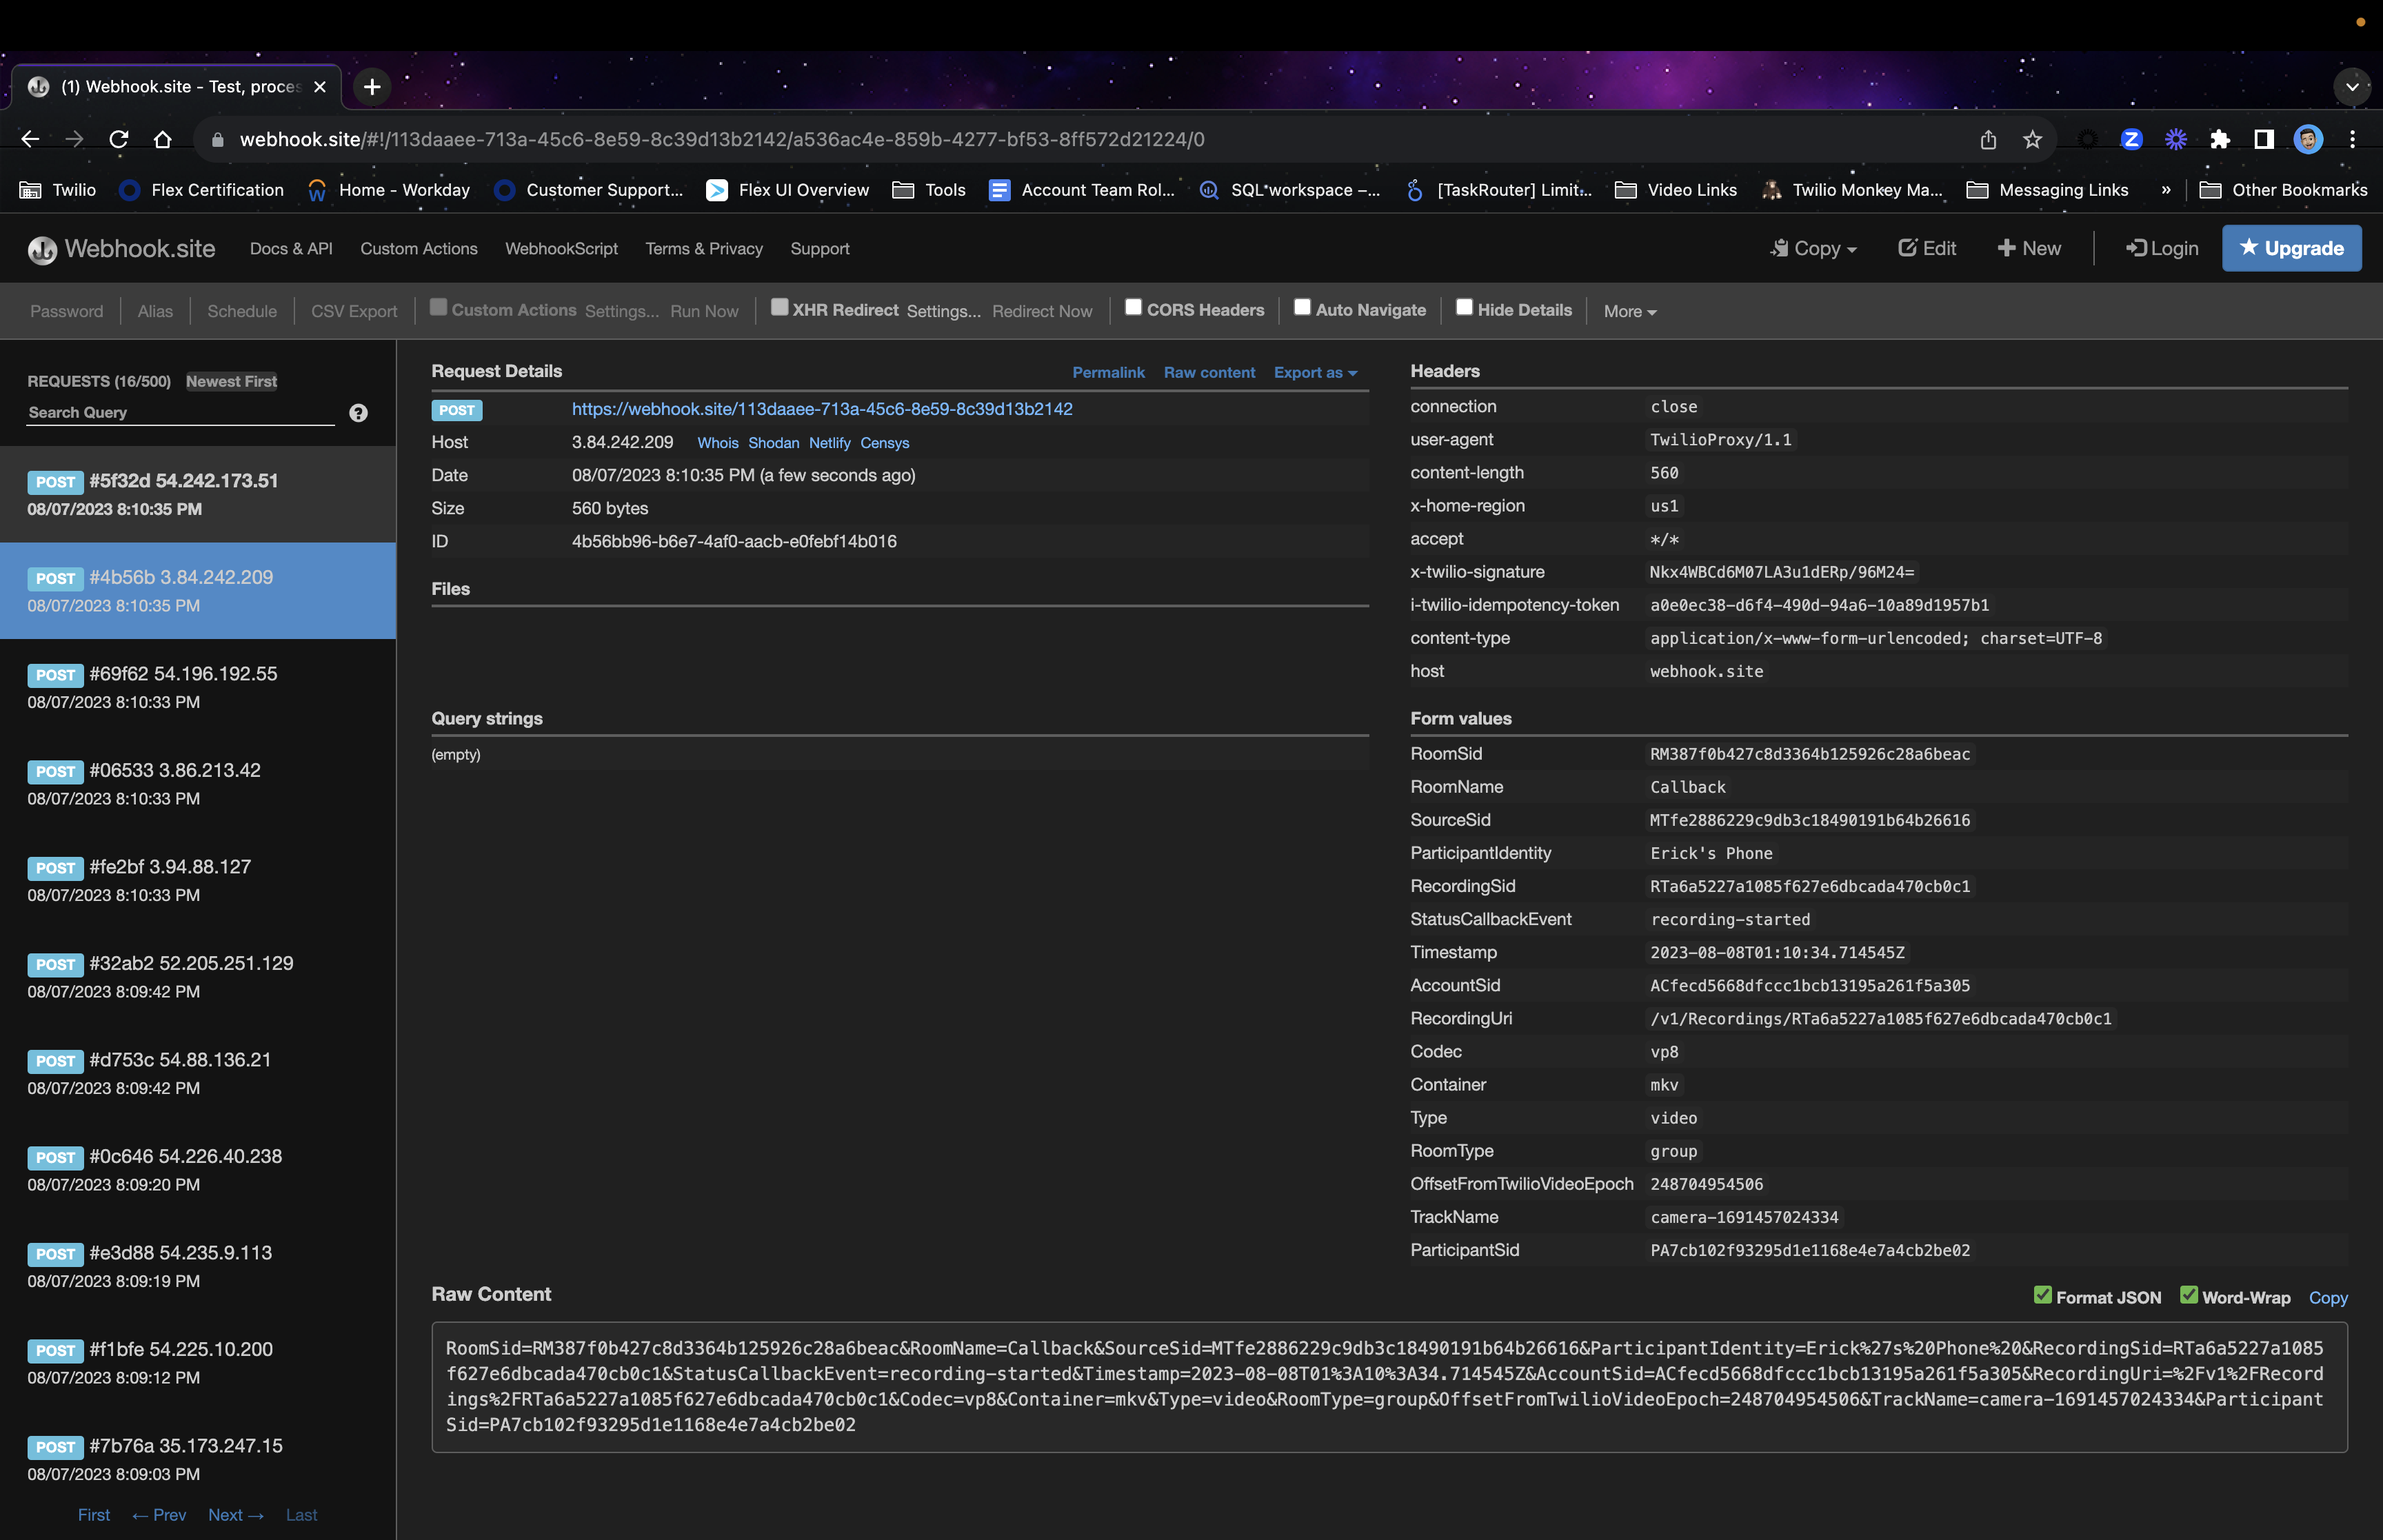 (1) Webhook.site - Test, proces
webhook.site/#!/113daaee-713a-45c6-8e59-8c39d13b2142/a536ac4e-859b-4277-bf53-8ff572d21224/0
Twilio Flex Certification Home - Workday Customer Support... Flex UI Overview Tools Account Team Rol... SQL workspace –... [TaskRouter] Limit... Video Links Twilio Monkey Ma... Messaging Links » Other Bookmarks
Webhook.site Docs & API Custom Actions WebhookScript Terms & Privacy Support Copy Edit New Login Upgrade
Password Alias Schedule CSV Export Custom Actions Settings... Run Now XHR Redirect Settings... Redirect Now CORS Headers Auto Navigate Hide Details More
REQUESTS (16/500) Newest First
Search Query
POST #5f32d 54.242.173.51
08/07/2023 8:10:35 PM
POST #4b56b 3.84.242.209
08/07/2023 8:10:35 PM
POST #69f62 54.196.192.55
08/07/2023 8:10:33 PM
POST #06533 3.86.213.42
08/07/2023 8:10:33 PM
POST #fe2bf 3.94.88.127
08/07/2023 8:10:33 PM
POST #32ab2 52.205.251.129
08/07/2023 8:09:42 PM
POST #d753c 54.88.136.21
08/07/2023 8:09:42 PM
POST #0c646 54.226.40.238
08/07/2023 8:09:20 PM
POST #e3d88 54.235.9.113
08/07/2023 8:09:19 PM
POST #f1bfe 54.225.10.200
08/07/2023 8:09:12 PM
POST #7b76a 35.173.247.15
08/07/2023 8:09:03 PM
First ← Prev Next → Last
Request Details Permalink Raw content Export as
POST https://webhook.site/113daaee-713a-45c6-8e59-8c39d13b2142
Host 3.84.242.209 Whois Shodan Netlify Censys
Date 08/07/2023 8:10:35 PM (a few seconds ago)
Size 560 bytes
ID 4b56bb96-b6e7-4af0-aacb-e0febf14b016
Files
Query strings
(empty)
Headers
connection close
user-agent TwilioProxy/1.1
content-length 560
x-home-region us1
accept */*
x-twilio-signature Nkx4WBCd6M07LA3u1dERp/96M24=
i-twilio-idempotency-token a0e0ec38-d6f4-490d-94a6-10a89d1957b1
content-type application/x-www-form-urlencoded; charset=UTF-8
host webhook.site
Form values
RoomSid RM387f0b427c8d3364b125926c28a6beac
RoomName Callback
SourceSid MTfe2886229c9db3c18490191b64b26616
ParticipantIdentity Erick's Phone
RecordingSid RTa6a5227a1085f627e6dbcada470cb0c1
StatusCallbackEvent recording-started
Timestamp 2023-08-08T01:10:34.714545Z
AccountSid ACfecd5668dfccc1bcb13195a261f5a305
RecordingUri /v1/Recordings/RTa6a5227a1085f627e6dbcada470cb0c1
Codec vp8
Container mkv
Type video
RoomType group
OffsetFromTwilioVideoEpoch 248704954506
TrackName camera-1691457024334
ParticipantSid PA7cb102f93295d1e1168e4e7a4cb2be02
Raw Content Format JSON Word-Wrap Copy
RoomSid=RM387f0b427c8d3364b125926c28a6beac&RoomName=Callback&SourceSid=MTfe2886229c9db3c18490191b64b26616&ParticipantIdentity=Erick%27s%20Phone%20&RecordingSid=RTa6a5227a1085
f627e6dbcada470cb0c1&StatusCallbackEvent=recording-started&Timestamp=2023-08-08T01%3A10%3A34.714545Z&AccountSid=ACfecd5668dfccc1bcb13195a261f5a305&RecordingUri=%2Fv1%2FRecord
ings%2FRTa6a5227a1085f627e6dbcada470cb0c1&Codec=vp8&Container=mkv&Type=video&RoomType=group&OffsetFromTwilioVideoEpoch=248704954506&TrackName=camera-1691457024334&Participant
Sid=PA7cb102f93295d1e1168e4e7a4cb2be02